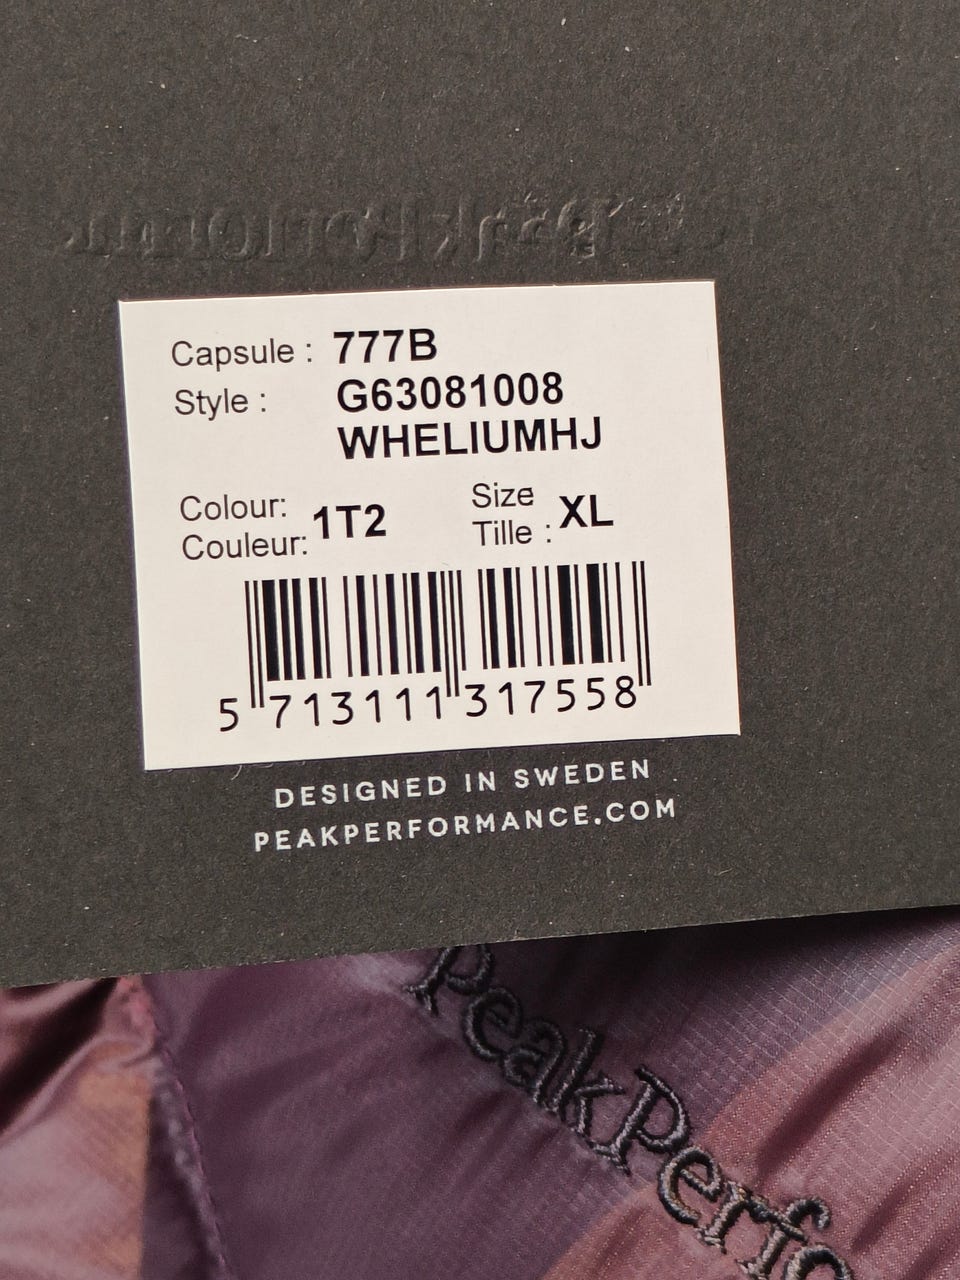 Capsule : 777B
Style : G63081008
WHELIUMHJ
Colour:
Couleur: 1T2
Size
Tille : XL
5 713111 317558
DESIGNED IN SWEDEN
PEAKPERFORMANCE.COM
PeakPerfo